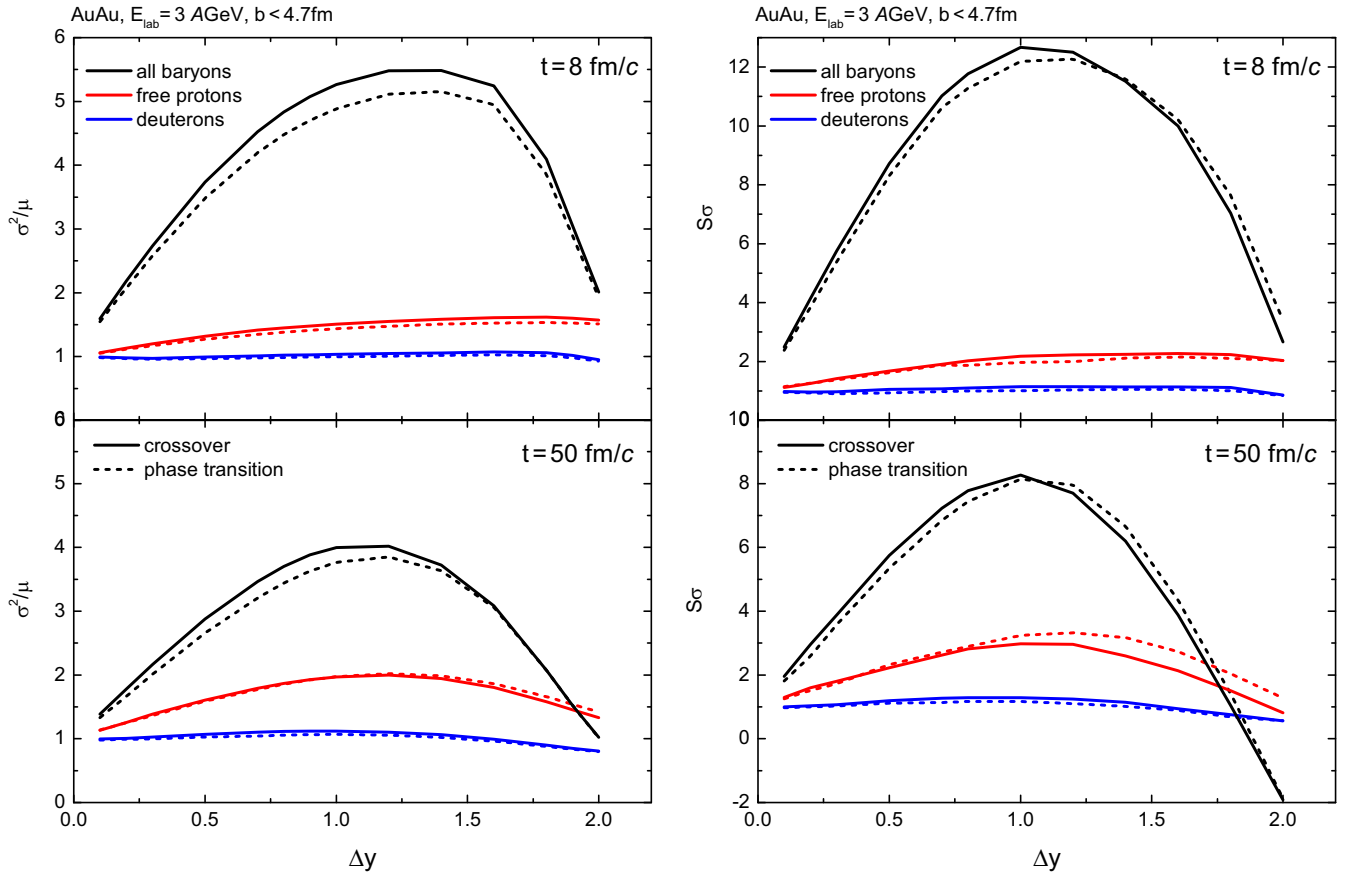 AuAu, E_lab = 3 AGeV, b < 4.7fm
6
5
4
3
2
1
0
σ²/μ
all baryons
free protons
deuterons
t = 8 fm/c
6
5
4
3
2
1
0
σ²/μ
crossover
phase transition
t = 50 fm/c
0.0 0.5 1.0 1.5 2.0
Δy
AuAu, E_lab = 3 AGeV, b < 4.7fm
12
10
8
6
4
2
0
Sσ
all baryons
free protons
deuterons
t = 8 fm/c
10
8
6
4
2
0
-2
Sσ
crossover
phase transition
t = 50 fm/c
0.0 0.5 1.0 1.5 2.0
Δy